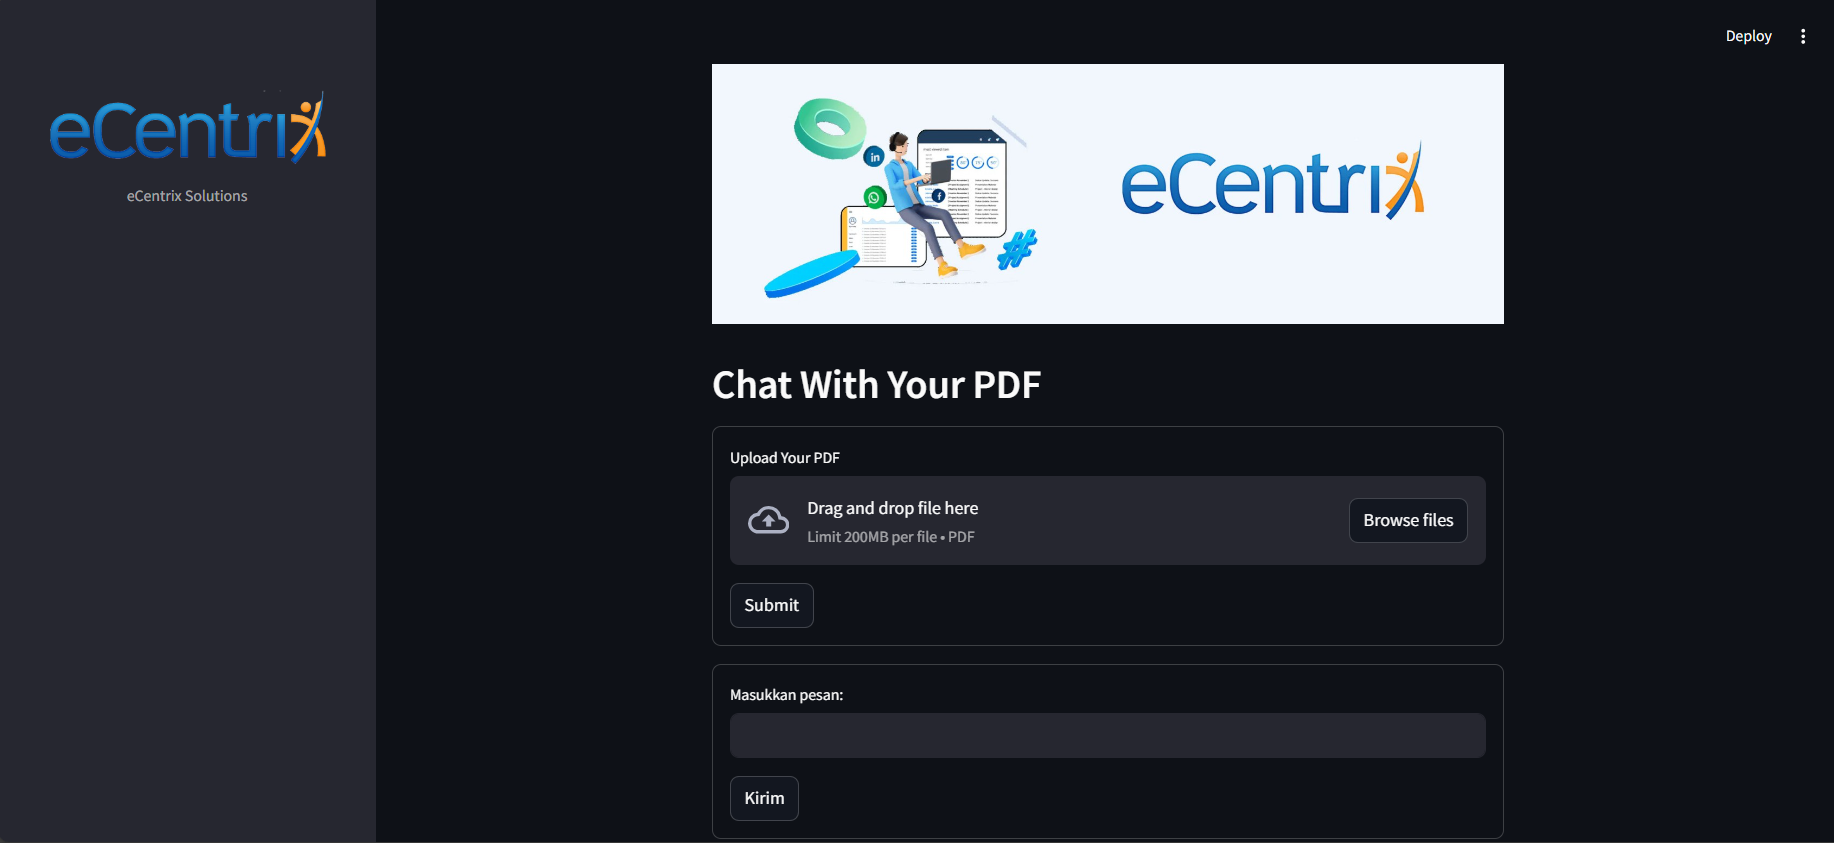 Deploy
eCentrix
eCentrix Solutions
in
f
#
eCentrix
Chat With Your PDF
Upload Your PDF
Drag and drop file here
Limit 200MB per file • PDF
Browse files
Submit
Masukkan pesan:
Kirim